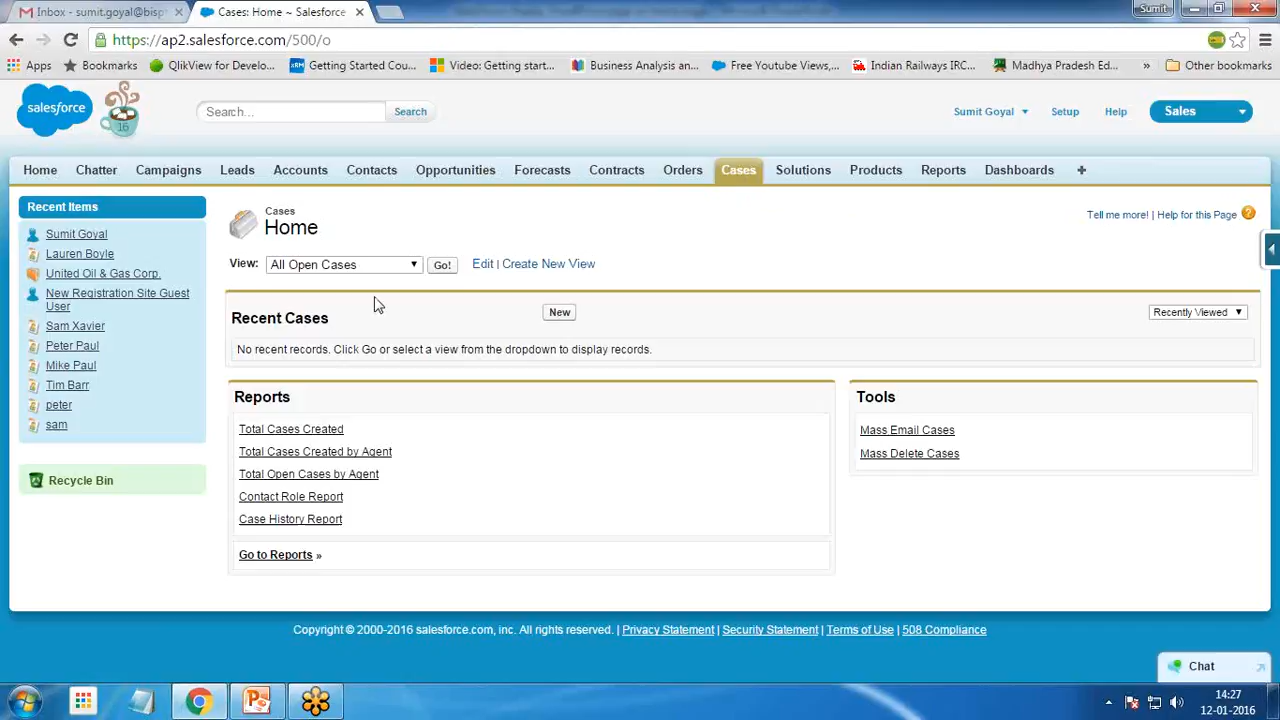 Inbox - sumit.goyal@bisp
Cases: Home ~ Salesforce
Sumit
https://ap2.salesforce.com/500/o
Apps Bookmarks QlikView for Develo... Getting Started Cou... Video: Getting start... Business Analysis an... Free Youtube Views,... Indian Railways IRC... Madhya Pradesh Ed... » Other bookmarks
salesforce
16
Search...
Search
Sumit Goyal Setup Help Sales
Home Chatter Campaigns Leads Accounts Contacts Opportunities Forecasts Contracts Orders Cases Solutions Products Reports Dashboards +
Recent Items
Sumit Goyal
Lauren Boyle
United Oil & Gas Corp.
New Registration Site Guest
User
Sam Xavier
Peter Paul
Mike Paul
Tim Barr
peter
sam
Recycle Bin
Cases
Home
Tell me more! | Help for this Page ?
View: All Open Cases Go! Edit | Create New View
Recent Cases New Recently Viewed
No recent records. Click Go or select a view from the dropdown to display records.
Reports
Total Cases Created
Total Cases Created by Agent
Total Open Cases by Agent
Contact Role Report
Case History Report
Go to Reports »
Tools
Mass Email Cases
Mass Delete Cases
Copyright © 2000-2016 salesforce.com, inc. All rights reserved. | Privacy Statement | Security Statement | Terms of Use | 508 Compliance
Chat
14:27
12-01-2016